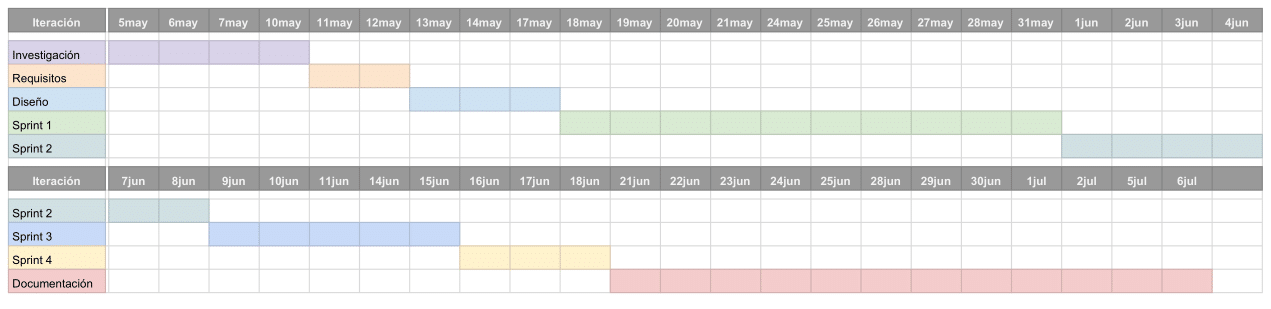 Iteración 5may 6may 7may 10may 11may 12may 13may 14may 17may 18may 19may 20may 21may 24may 25may 26may 27may 28may 31may 1jun 2jun 3jun 4jun
Investigación
Requisitos
Diseño
Sprint 1
Sprint 2
Iteración 7jun 8jun 9jun 10jun 11jun 14jun 15jun 16jun 17jun 18jun 21jun 22jun 23jun 24jun 25jun 28jun 29jun 30jun 1jul 2jul 5jul 6jul
Sprint 2
Sprint 3
Sprint 4
Documentación